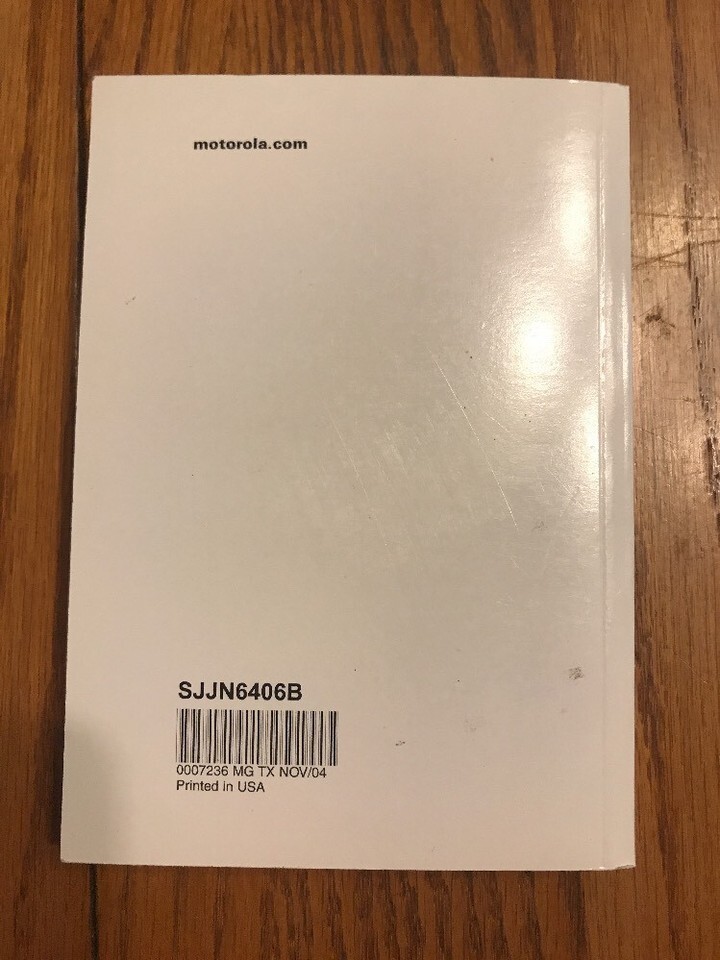 motorola.com
SJJN6406B
0007236 MG TX NOV/04
Printed in USA